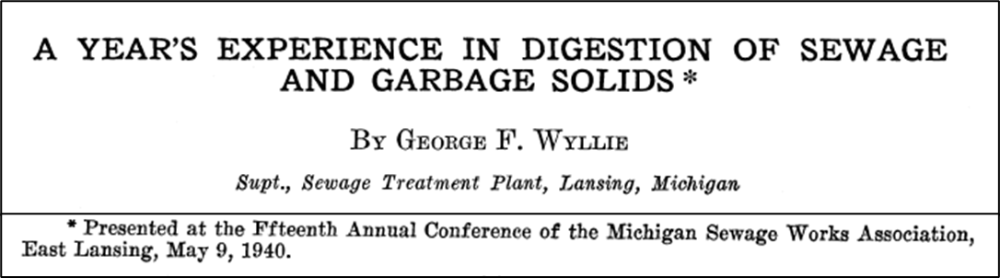 A YEAR'S EXPERIENCE IN DIGESTION OF SEWAGE
AND GARBAGE SOLIDS *
By George F. Wyllie
Supt., Sewage Treatment Plant, Lansing, Michigan
* Presented at the Ffteenth Annual Conference of the Michigan Sewage Works Association,
East Lansing, May 9, 1940.